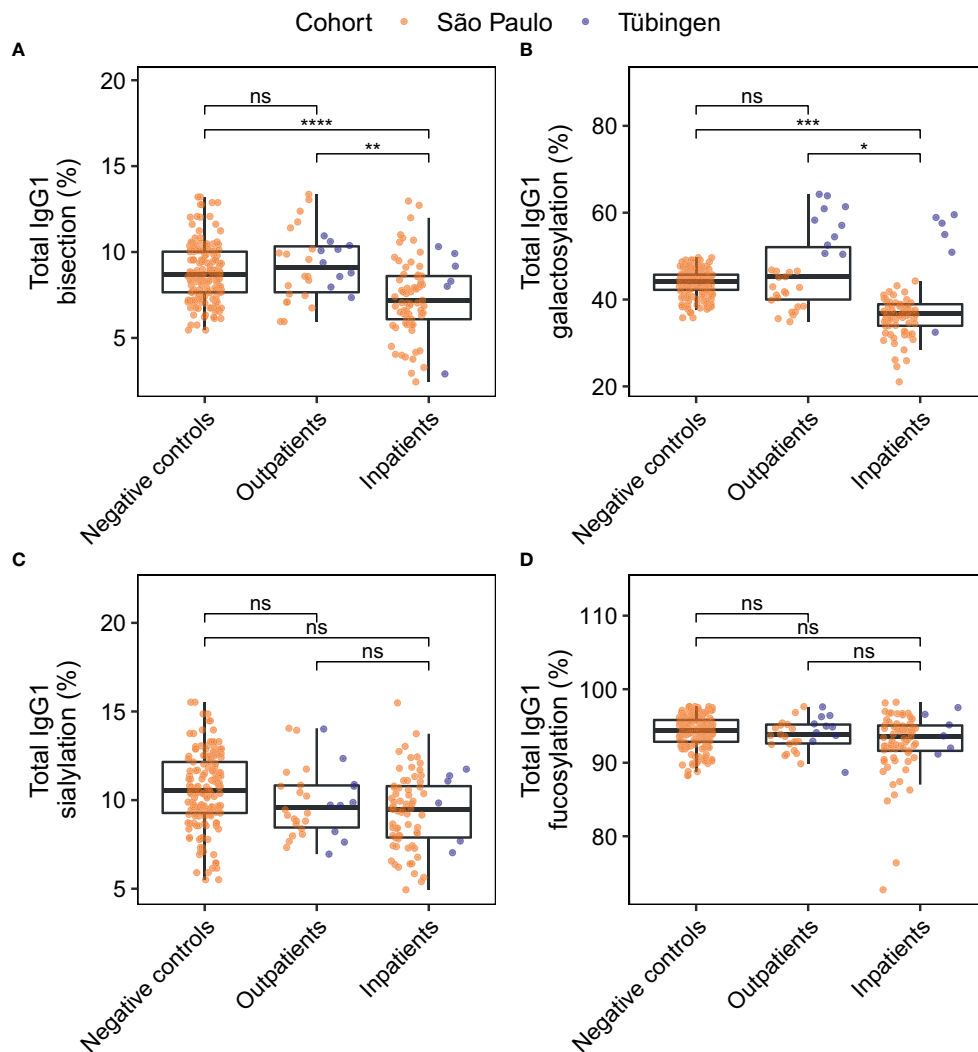 Cohort São Paulo Tübingen
A
Total IgG1
bisection (%)
20
15
10
5
ns
****
**
Negative controls
Outpatients
Inpatients
B
Total IgG1
galactosylation (%)
80
60
40
20
ns
***
*
Negative controls
Outpatients
Inpatients
C
Total IgG1
sialylation (%)
20
15
10
5
ns
ns
ns
Negative controls
Outpatients
Inpatients
D
Total IgG1
fucosylation (%)
110
100
90
80
ns
ns
ns
Negative controls
Outpatients
Inpatients